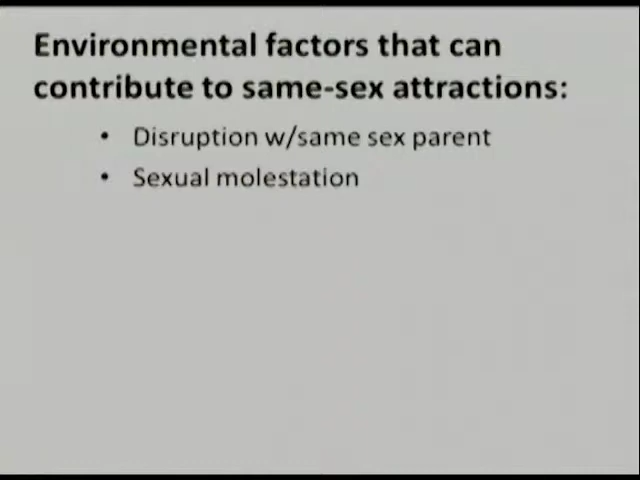 Environmental factors that can
contribute to same-sex attractions:
• Disruption w/same sex parent
• Sexual molestation